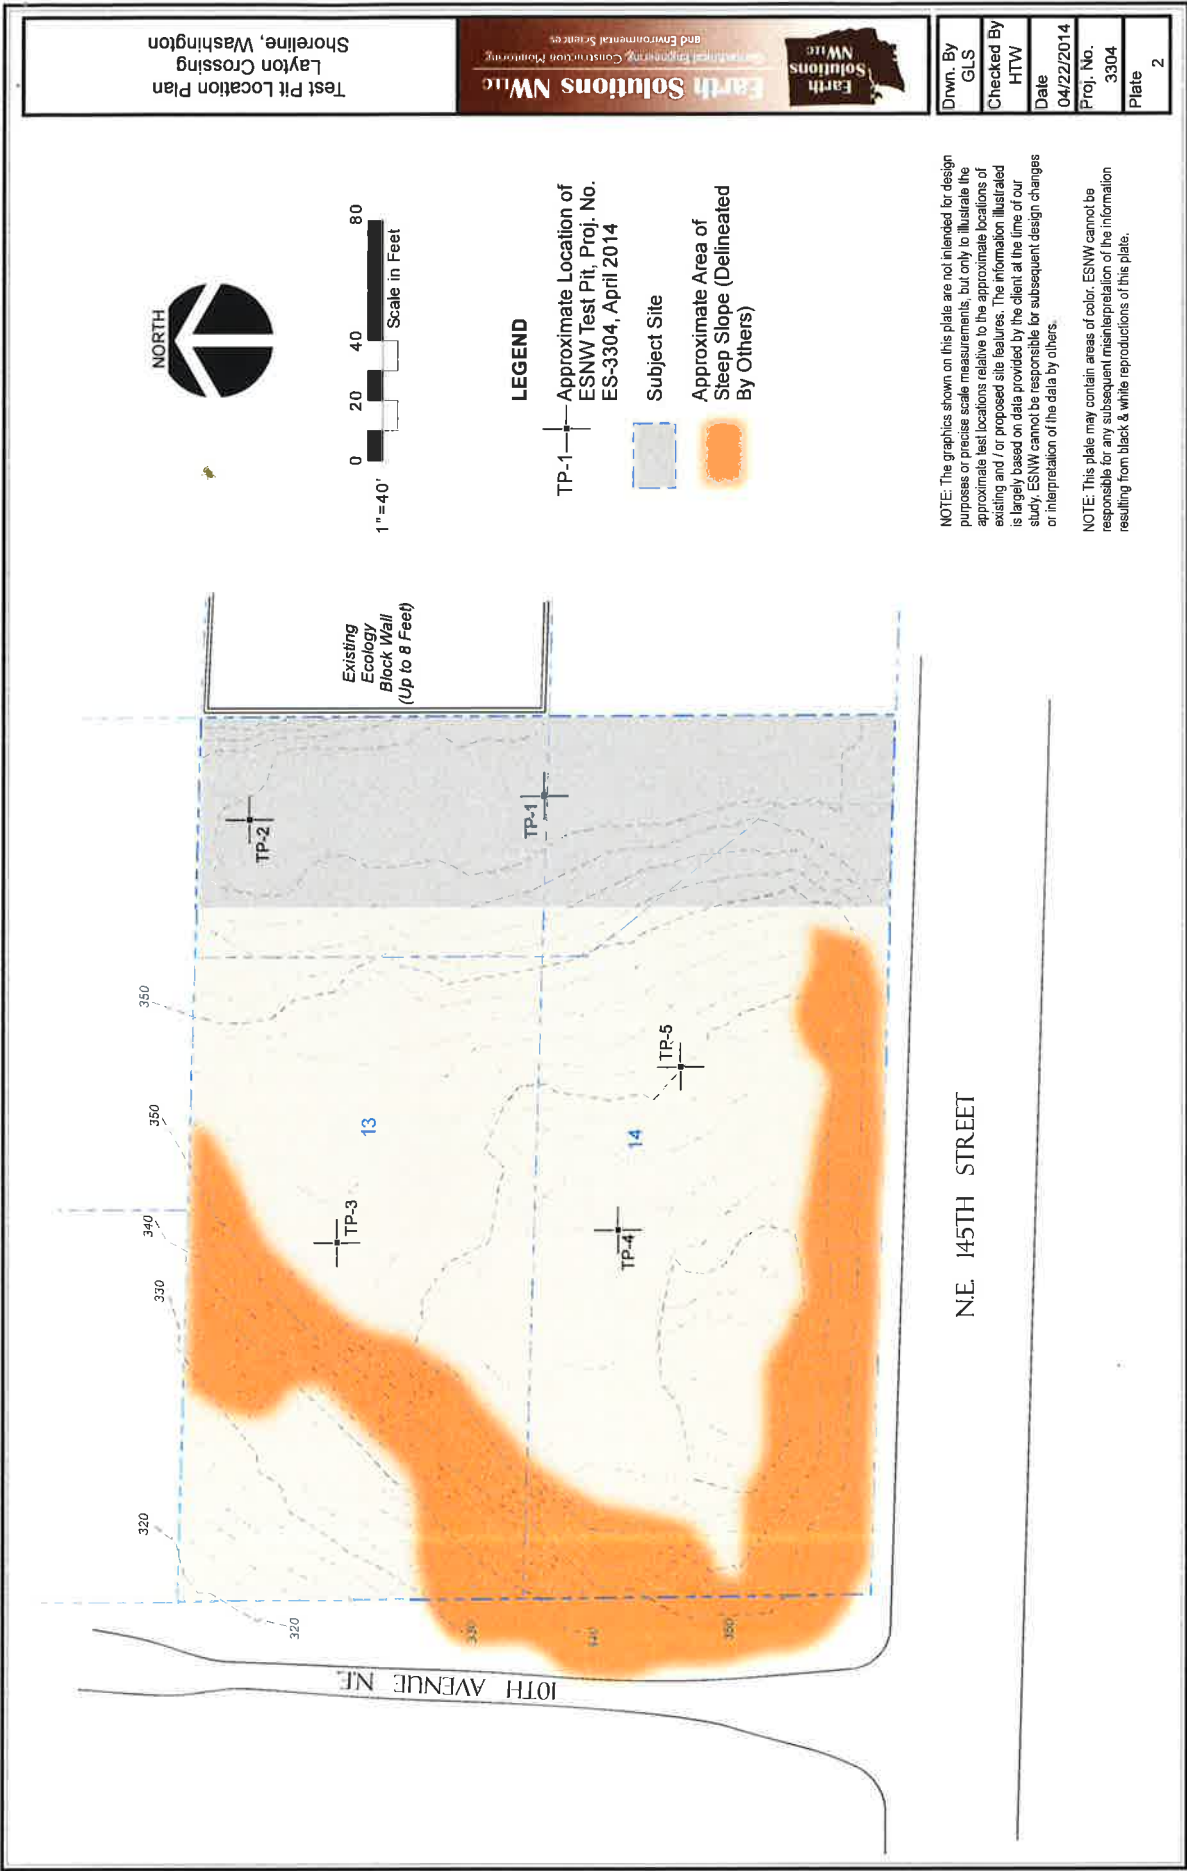 Test Pit Location Plan
Layton Crossing
Shoreline, Washington
Earth Solutions NW LLC
Geotechnical Engineering, Construction Monitoring
and Environmental Sciences
Earth
Solutions
NW LLC
Drwn. By
GLS
Checked By
HTW
Date
04/22/2014
Proj. No.
3304
Plate
2
NORTH
0 20 40 80
1"=40'
Scale in Feet
LEGEND
TP-1
Approximate Location of
ESNW Test Pit, Proj. No.
ES-3304, April 2014
Subject Site
Approximate Area of
Steep Slope (Delineated
By Others)
NOTE: The graphics shown on this plate are not intended for design
purposes or precise scale measurements, but only to illustrate the
approximate test locations relative to the approximate locations of
existing and / or proposed site features. The information illustrated
is largely based on data provided by the client at the time of our
study. ESNW cannot be responsible for subsequent design changes
or interpretation of the data by others.
NOTE: This plate may contain areas of color. ESNW cannot be
responsible for any subsequent misinterpretation of the information
resulting from black & white reproductions of this plate.
Existing
Ecology
Block Wall
(Up to 8 Feet)
TP-2
TP-1
350
350
340
330
320
13
14
TP-3
TP-5
TP-4
320
330
340
350
10TH AVENUE N.E.
N.E. 145TH STREET